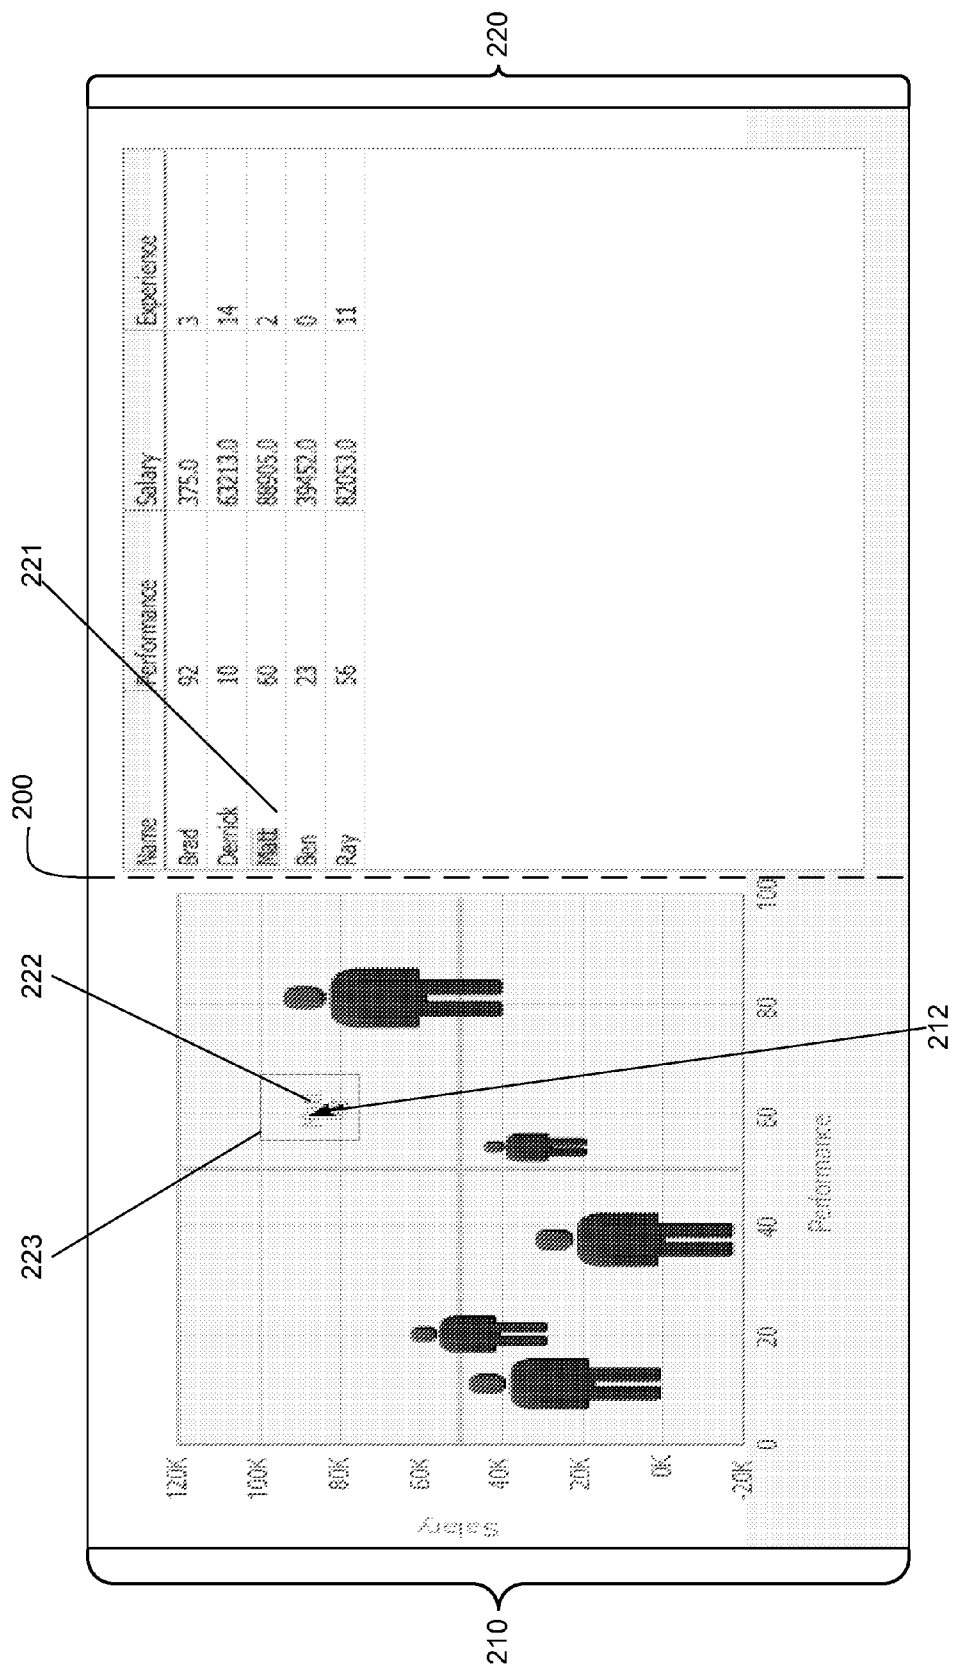 200
221
222
223
212
210
220
120K
100K
80K
60K
40K
20K
0K
-20K
Salary
0 20 40 60 80 100
Performance
Name Performance Salary Experience
Brad 92 375.0 3
Derrick 10 63213.0 14
Matt 60 88905.0 2
Ben 23 39452.0 0
Ray 56 82053.0 11